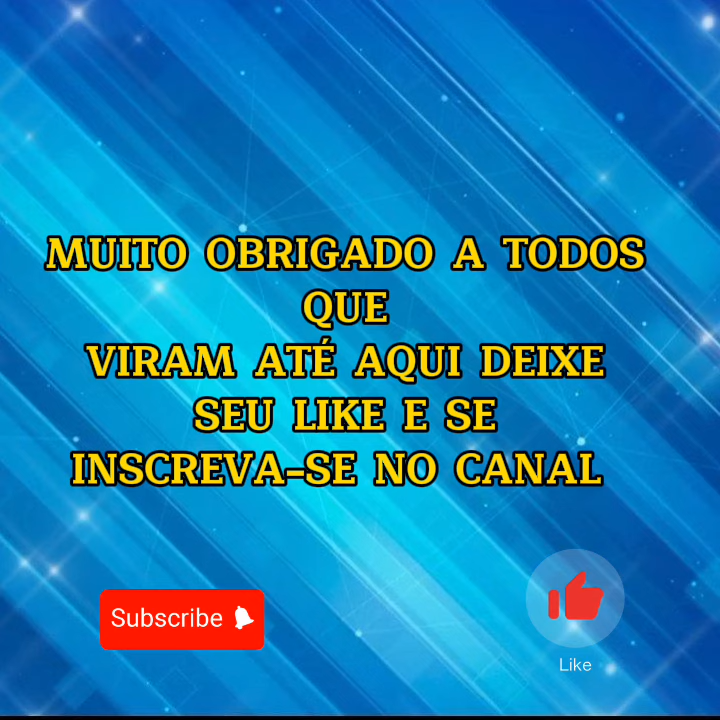 MUITO OBRIGADO A TODOS
QUE
VIRAM ATÉ AQUI DEIXE
SEU LIKE E SE
INSCREVA-SE NO CANAL
Subscribe
Like